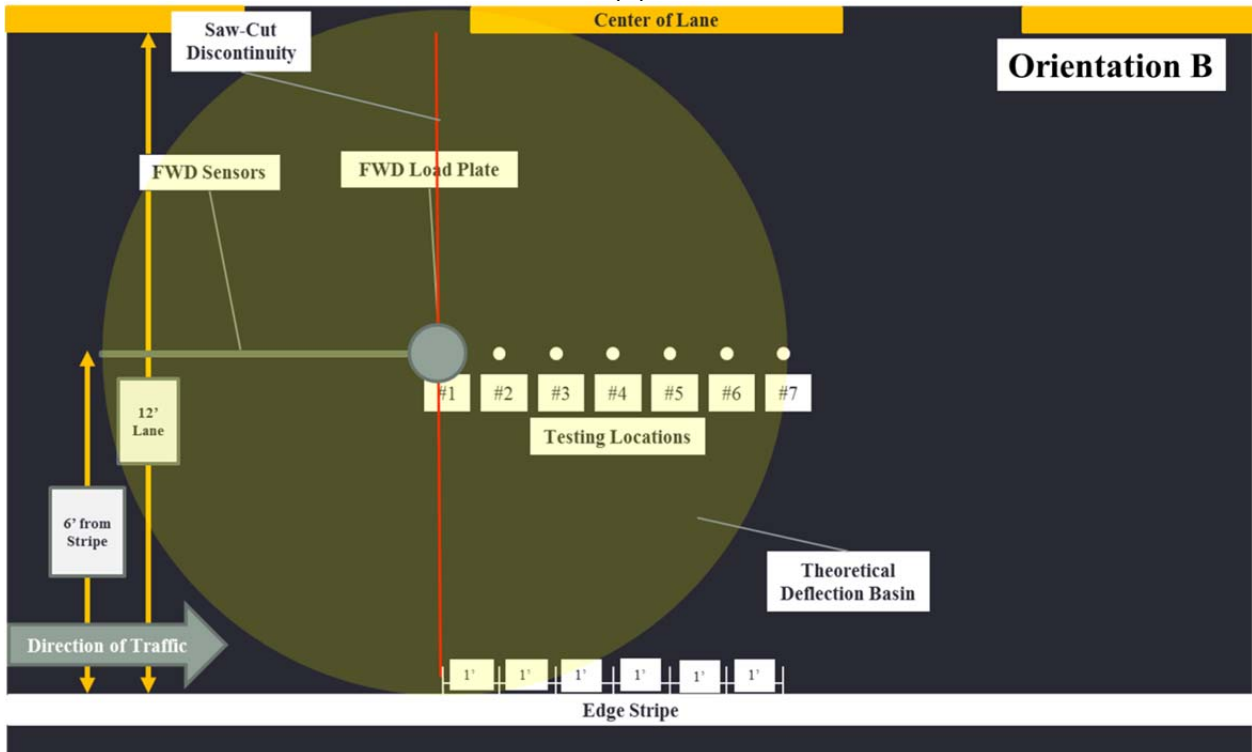 Center of Lane
Saw-Cut
Discontinuity
Orientation B
FWD Sensors
FWD Load Plate
#1
#2
#3
#4
#5
#6
#7
12’
Lane
Testing Locations
6’ from
Stripe
Theoretical
Deflection Basin
Direction of Traffic
1’
1’
1’
1’
1’
1’
Edge Stripe